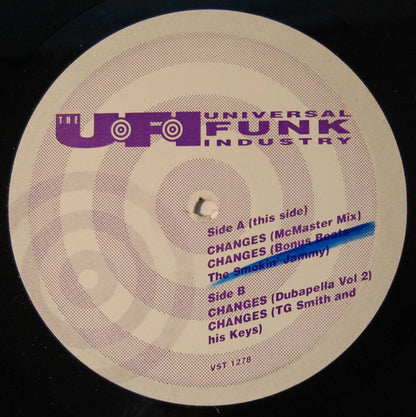 THE UFI UNIVERSAL
FUNK
INDUSTRY
Side A (this side)
CHANGES (McMaster Mix)
CHANGES (Bonus Beats
The Smokin' Jammy)
Side B
CHANGES (Dubapella Vol 2)
CHANGES (TG Smith and
his Keys)
VST 1278